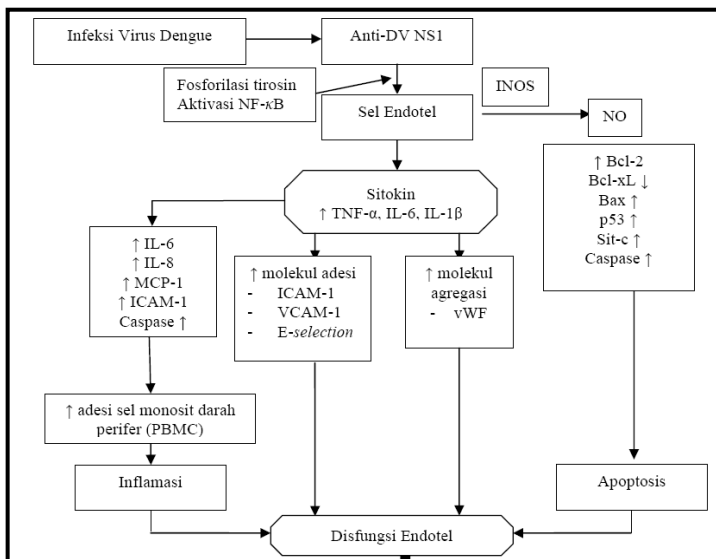 Infeksi Virus Dengue
Anti-DV NS1
Fosforilasi tirosin
Aktivasi NF-κB
INOS
Sel Endotel
NO
Sitokin
↑ TNF-α, IL-6, IL-1β
↑ Bcl-2
Bcl-xL ↓
Bax ↑
p53 ↑
Sit-c ↑
Caspase ↑
↑ IL-6
↑ IL-8
↑ MCP-1
↑ ICAM-1
Caspase ↑
↑ molekul adesi
- ICAM-1
- VCAM-1
- E-selection
↑ molekul
agregasi
- vWF
↑ adesi sel monosit darah
perifer (PBMC)
Inflamasi
Apoptosis
Disfungsi Endotel